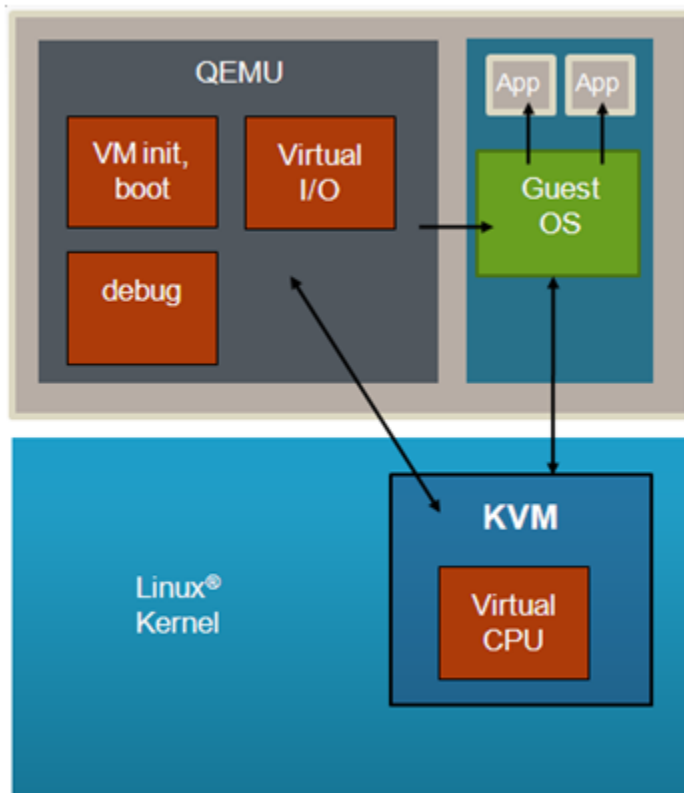 QEMU
VM init,
boot
Virtual
I/O
debug
App
App
Guest
OS
Linux®
Kernel
KVM
Virtual
CPU